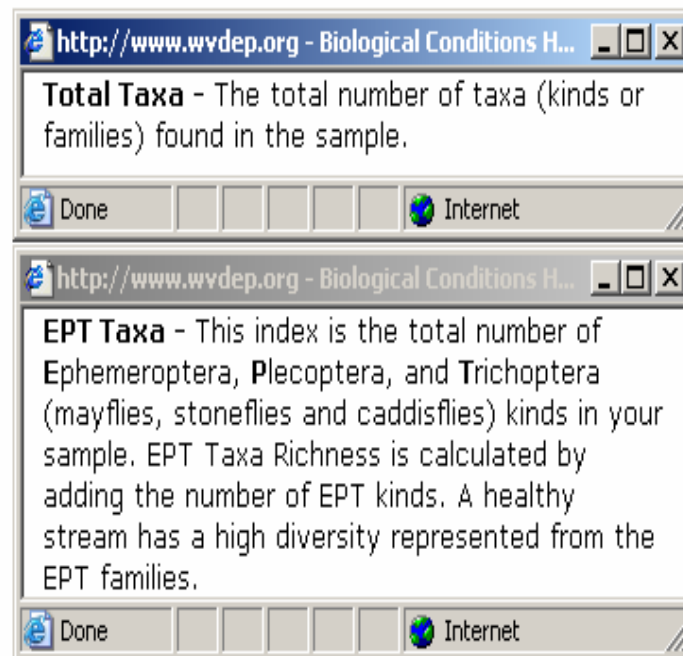 http://www.wvdep.org - Biological Conditions H...
Total Taxa - The total number of taxa (kinds or
families) found in the sample.
Done
Internet
http://www.wvdep.org - Biological Conditions H...
EPT Taxa - This index is the total number of
Ephemeroptera, Plecoptera, and Trichoptera
(mayflies, stoneflies and caddisflies) kinds in your
sample. EPT Taxa Richness is calculated by
adding the number of EPT kinds. A healthy
stream has a high diversity represented from the
EPT families.
Done
Internet